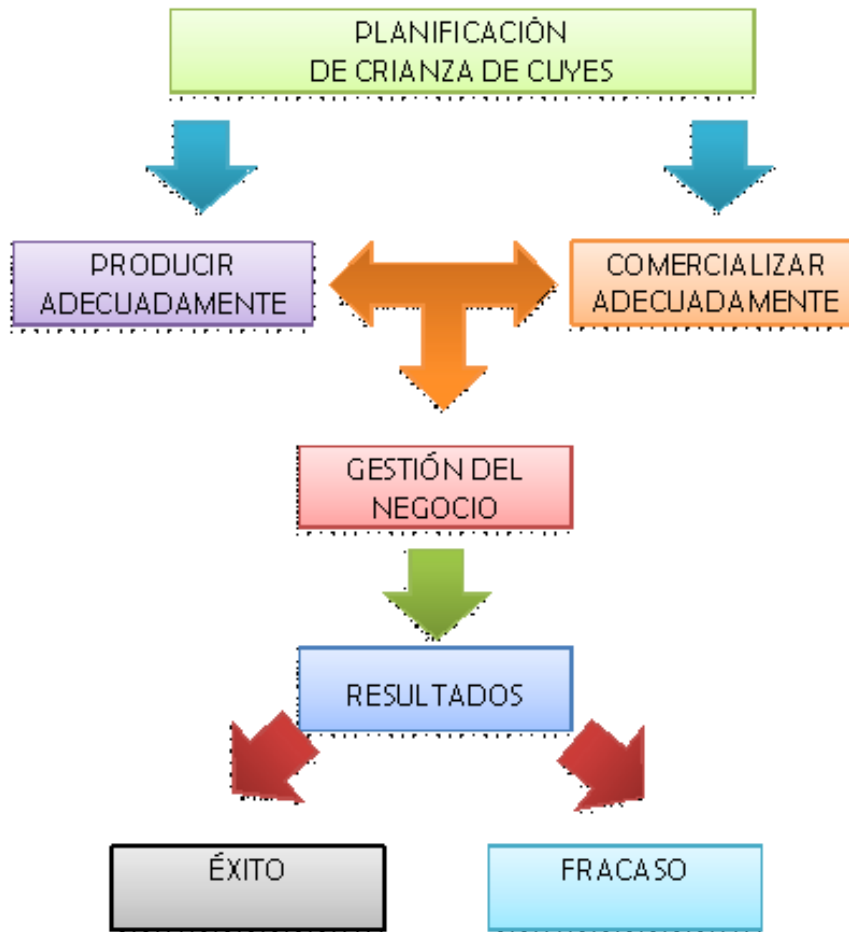 PLANIFICACIÓN
DE CRIANZA DE CUYES
PRODUCIR
ADECUADAMENTE
COMERCIALIZAR
ADECUADAMENTE
GESTIÓN DEL
NEGOCIO
RESULTADOS
ÉXITO
FRACASO